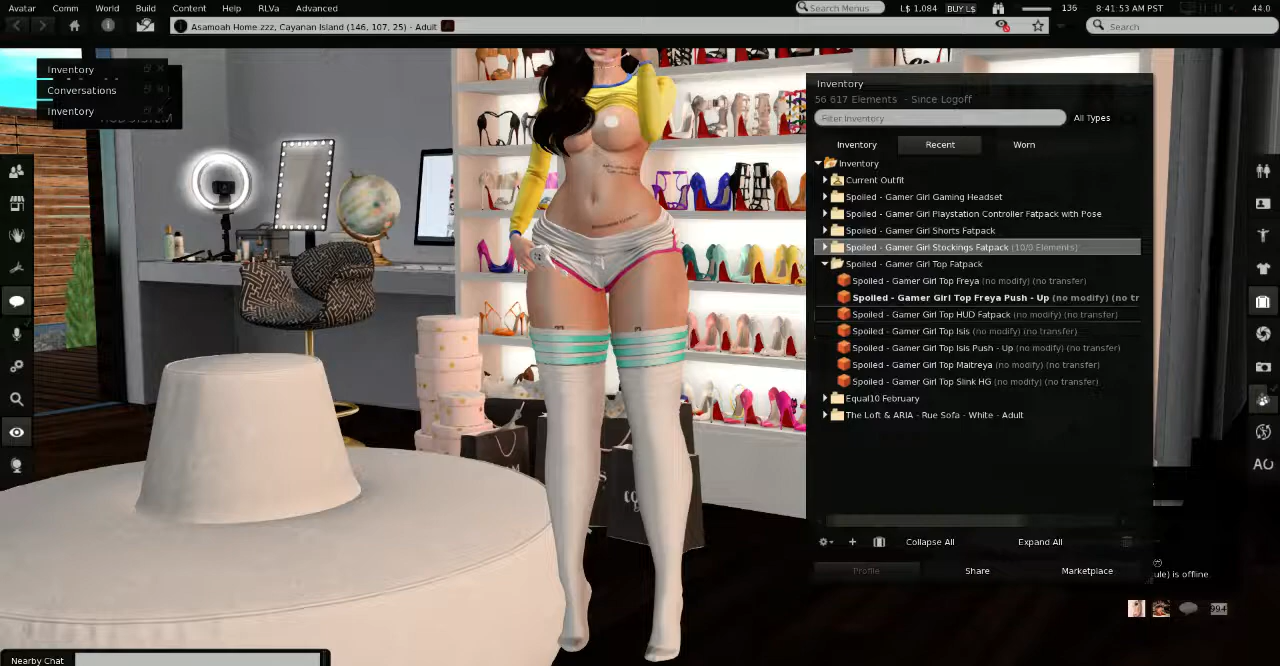 Avatar Comm World Build Content Help RLVa Advanced Search Menus L$ 1,084 BUY L$ 136 8:41:53 AM PST 44.0
Asamoah Home zzz, Cayanan Island (146, 107, 25) - Adult Search
Inventory
Conversations
Inventory
HUD SYSTEM
Inventory
56 617 Elements - Since Logoff
Filter Inventory All Types
Inventory Recent Worn
Inventory
Current Outfit
Spoiled - Gamer Girl Gaming Headset
Spoiled - Gamer Girl Playstation Controller Fatpack with Pose
Spoiled - Gamer Girl Shorts Fatpack
Spoiled - Gamer Girl Stockings Fatpack (10/0 Elements)
Spoiled - Gamer Girl Top Fatpack
Spoiled - Gamer Girl Top Freya (no modify) (no transfer)
Spoiled - Gamer Girl Top Freya Push - Up (no modify) (no tr
Spoiled - Gamer Girl Top HUD Fatpack (no modify) (no transfer)
Spoiled - Gamer Girl Top Isis (no modify) (no transfer)
Spoiled - Gamer Girl Top Isis Push - Up (no modify) (no transfer)
Spoiled - Gamer Girl Top Maitreya (no modify) (no transfer)
Spoiled - Gamer Girl Top Slink HG (no modify) (no transfer)
Equal10 February
The Loft & ARIA - Rue Sofa - White - Adult
AO
Collapse All Expand All
Profile Share Marketplace
ule) is offline
994
Nearby Chat